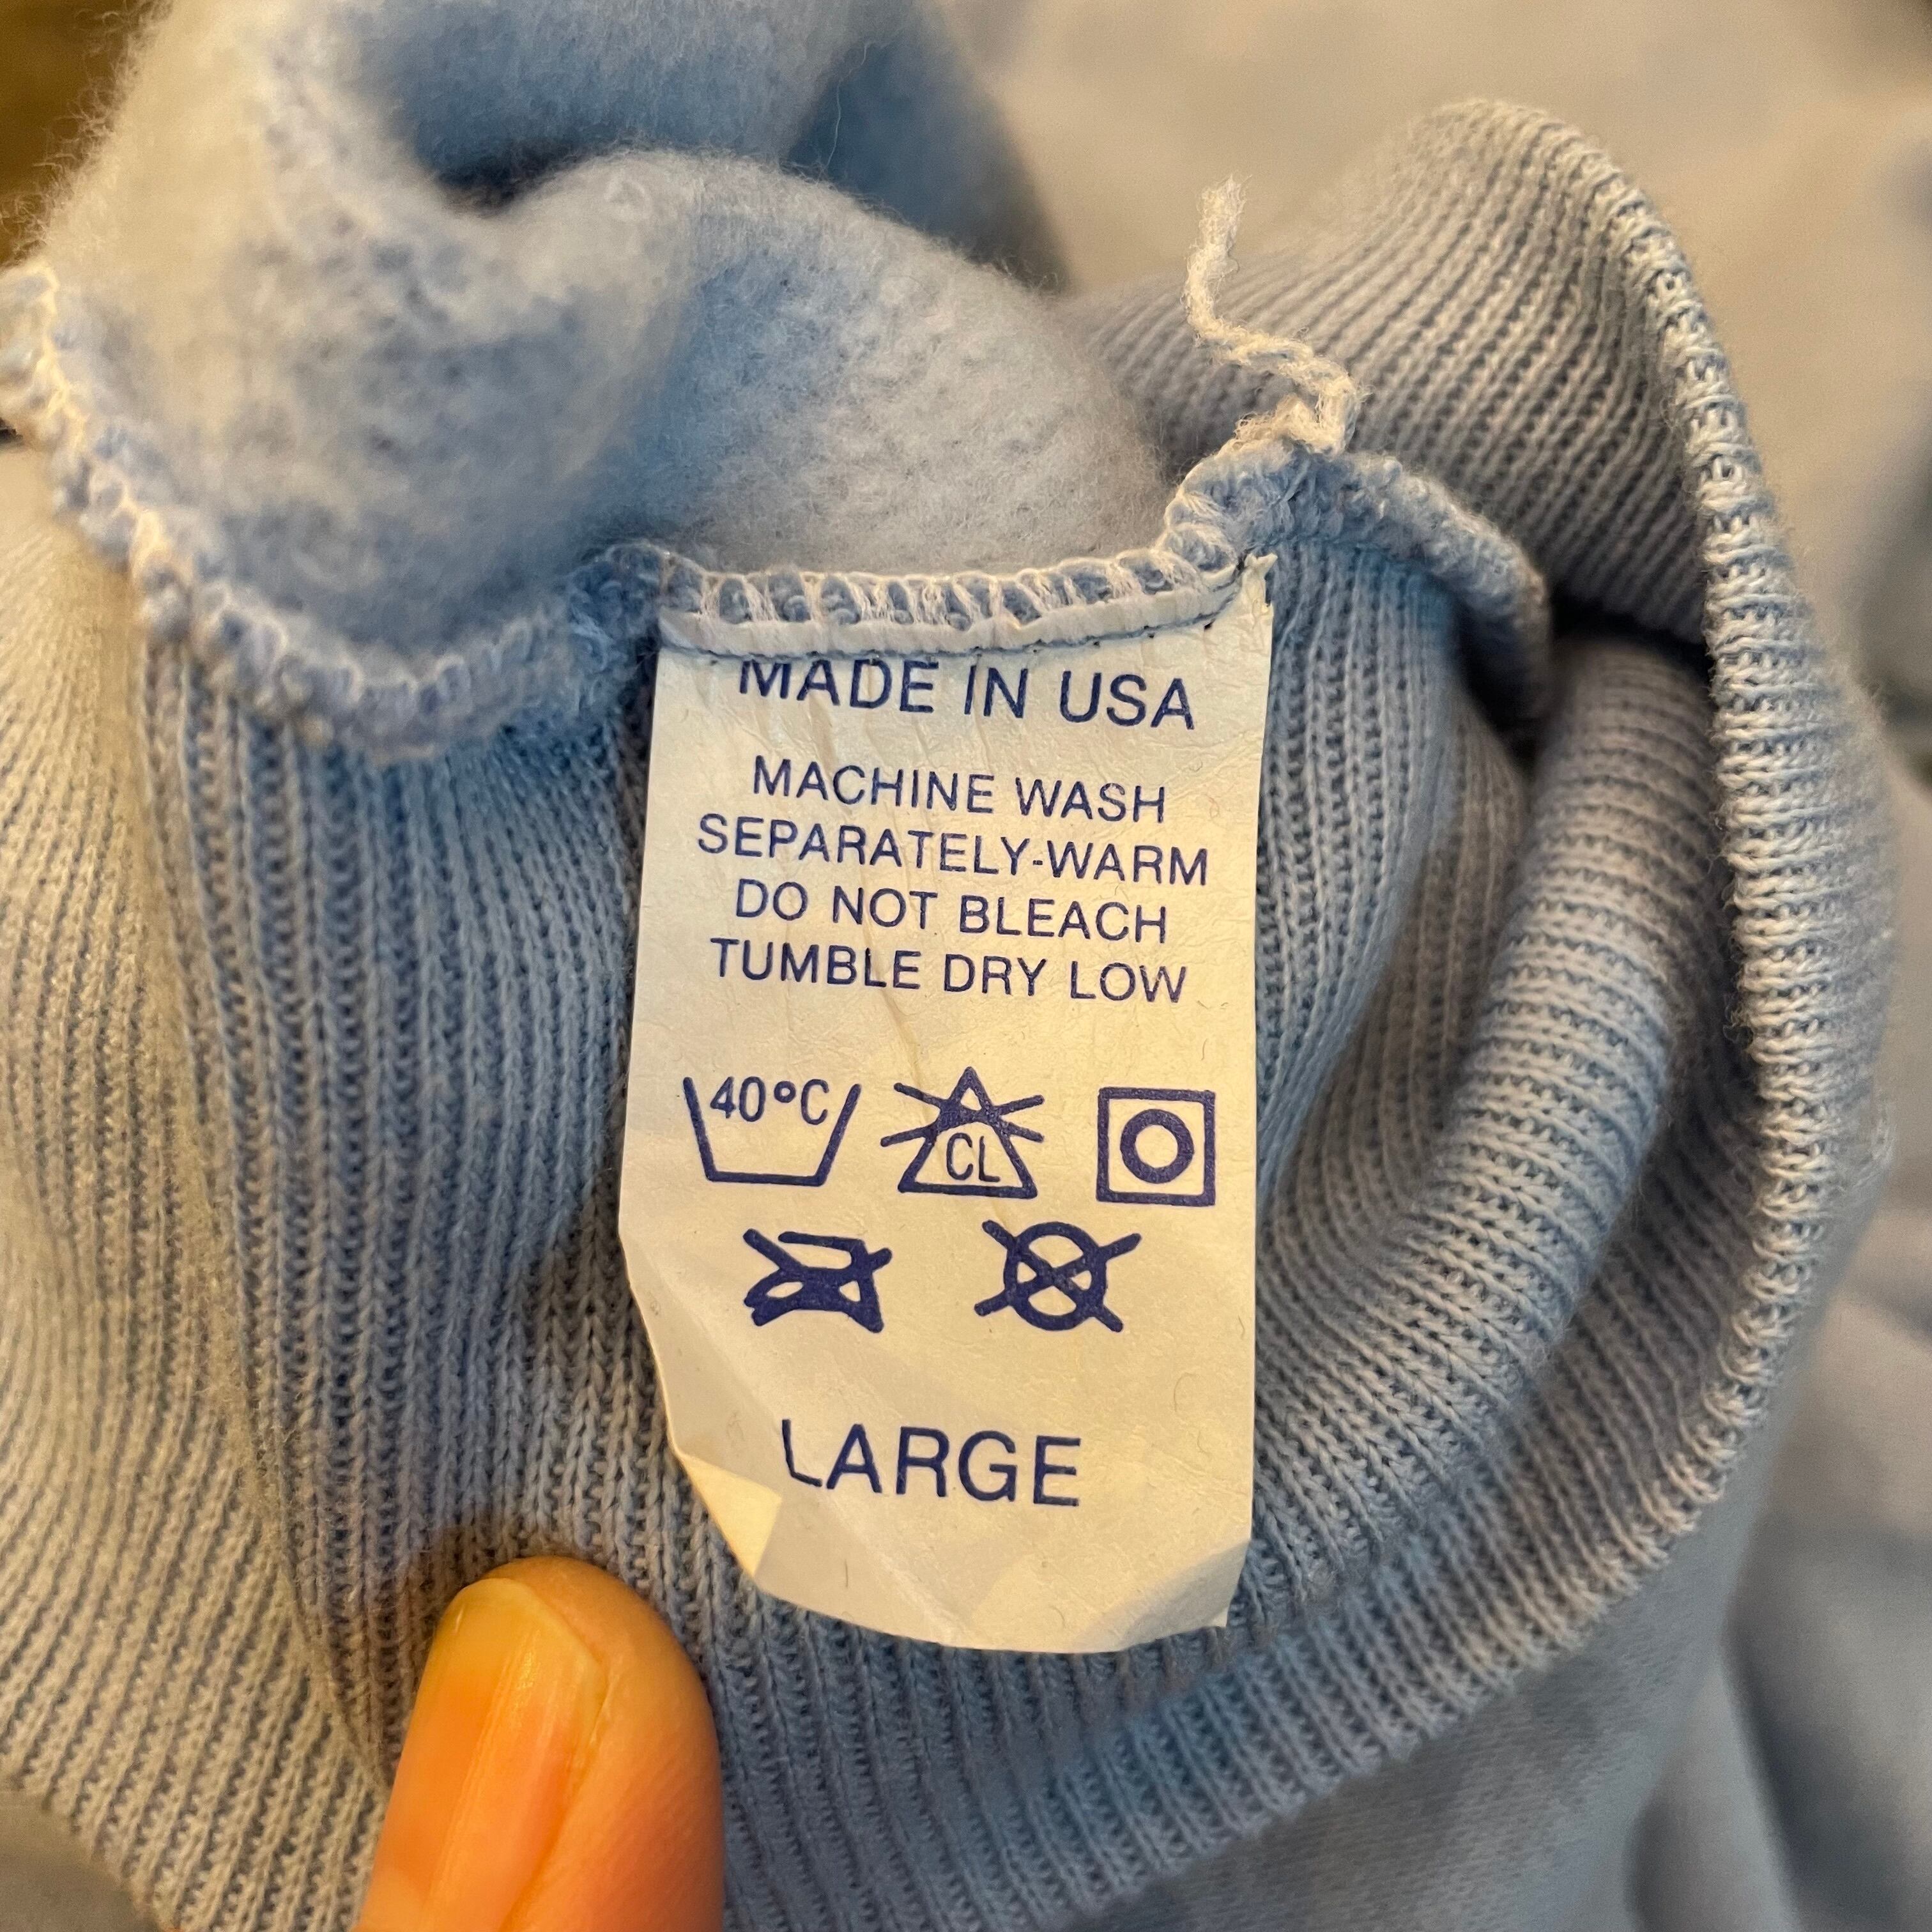 MADE IN USA
MACHINE WASH
SEPARATELY-WARM
DO NOT BLEACH
TUMBLE DRY LOW
40°C CL
LARGE